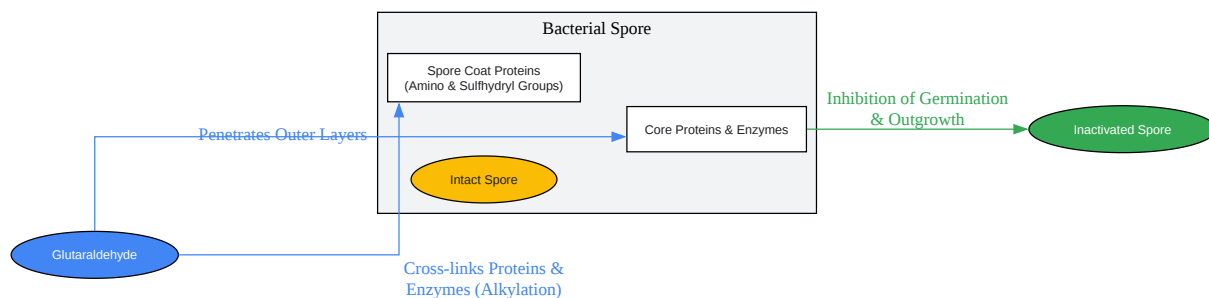 Bacterial Spore
Spore Coat Proteins
(Amino & Sulfhydryl Groups)
Penetrates Outer Layers
Core Proteins & Enzymes
Inhibition of Germination
& Outgrowth
Inactivated Spore
Intact Spore
Glutaraldehyde
Cross-links Proteins &
Enzymes (Alkylation)